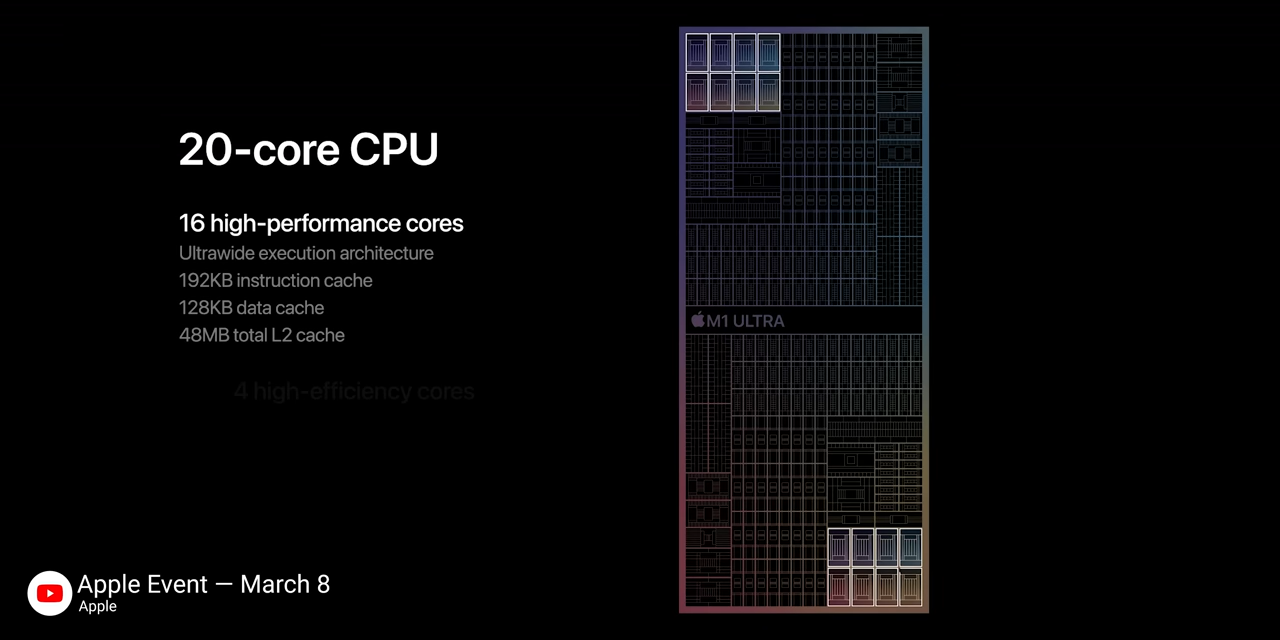 20-core CPU
16 high-performance cores
Ultrawide execution architecture
192KB instruction cache
128KB data cache
48MB total L2 cache
4 high-efficiency cores
M1 ULTRA
Apple Event — March 8
Apple